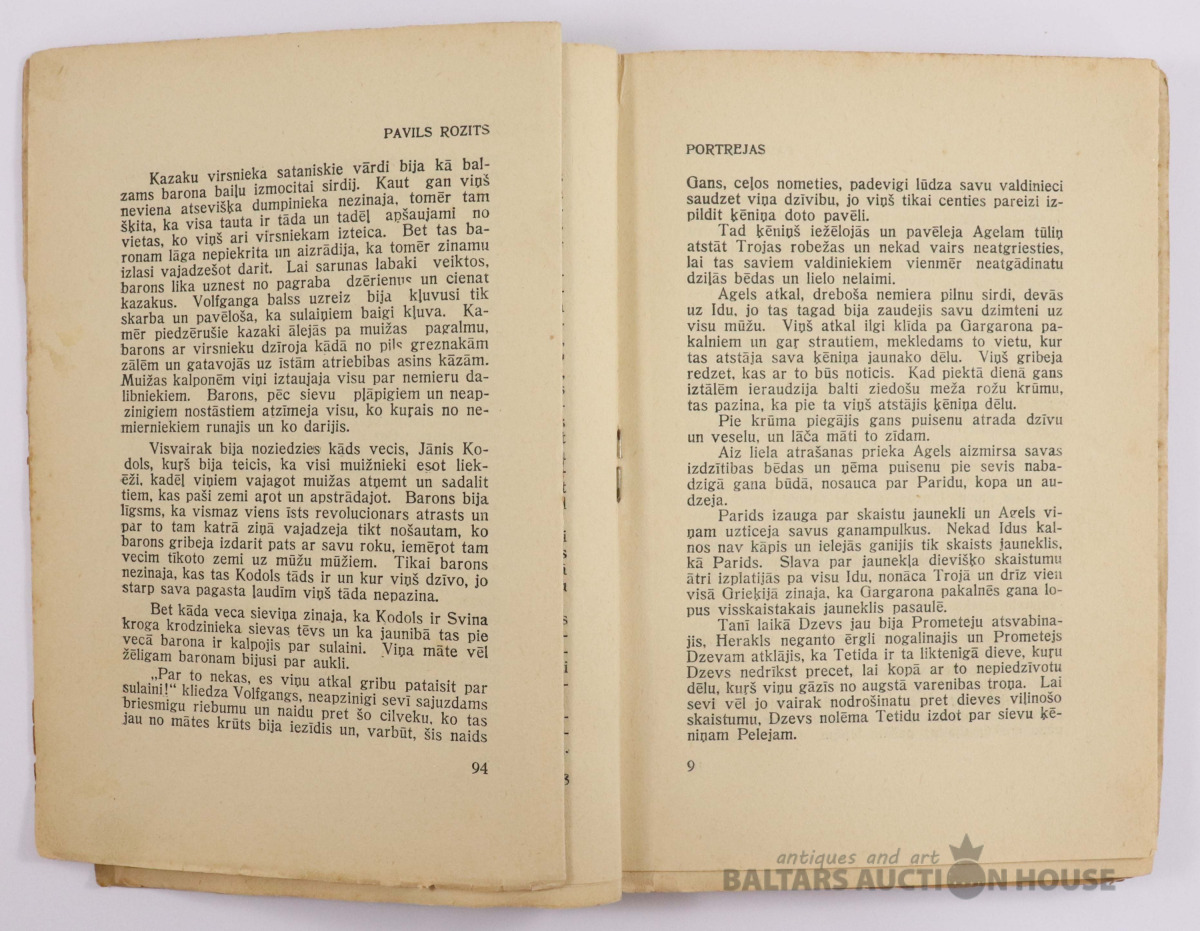 PAVILS ROZITS
Kazaku virsnieka sataniskie vārdi bija kā bal-
zams barona baiļu izmocitai sirdij. Kaut gan viņš
neviena atsevišķa dumpinieka nezinaja, tomēr tam
šķita, ka visa tauta ir tāda un tadēļ apšaujami no
vietas, ko viņš ari virsniekam izteica. Bet tas ba-
ronam lāga nepiekrita un aizrādija, ka tomēr zinamu
izlasi vajadzešot darit. Lai sarunas labaki veiktos,
barons lika uznest no pagraba dzērienus un cienat
kazakus. Volfganga balss uzreiz bija kļuvusi tik
skarba un pavēloša, ka sulaiņiem baigi kļuva. Ka-
mēr piedzērušie kazaki ālejās pa muižas pagalmu,
barons ar virsnieku dzīroja kādā no pils greznakām
zālēm un gatavojās uz īstām atriebibas asins kāzām.
Muižas kalponēm viņi iztaujaja visu par nemieru da-
libniekiem. Barons, pēc sievu pļāpigiem un neap-
zinigiem nostāstiem atzīmeja visu, ko kuŗais no ne-
mierniekiem runajis un ko darijis.
Visvairak bija noziedzies kāds vecis, Jānis Ko-
dols, kuŗš bija teicis, ka visi muižnieki esot liek-
ēži, kadēļ viņiem vajagot muižas atņemt un sadalit
tiem, kas paši zemi aŗot un apstrādajot. Barons bija
līgsms, ka vismaz viens īsts revolucionars atrasts un
par to tam katrā ziņā vajadzeja tikt nošautam, ko
barons gribeja izdarit pats ar savu roku, iemēŗot tam
vecim tīkoto zemi uz mūžu mūžiem. Tikai barons
nezinaja, kas tas Kodols tāds ir un kur viņš dzīvo, jo
starp sava pagasta ļaudīm viņš tāda nepazina.
Bet kāda veca sieviņa zinaja, ka Kodols ir Svina
kroga krodzinieka sievas tēvs un ka jaunibā tas pie
vecā barona ir kalpojis par sulaini. Viņa māte vēl
žēligam baronam bijusi par aukli.
„Par to nekas, es viņu atkal gribu pataisit par
sulaini!“ kliedza Volfgangs, neapzinigi sevī sajuzdams
briesmigu riebumu un naidu pret šo cilveku, ko tas
jau no mātes krūts bija iezīdis un, varbūt, šis naids
94
PORTREJAS
Gans, ceļos nometies, padevigi lūdza savu valdinieci
saudzet viņa dzīvibu, jo viņš tikai centies pareizi iz-
pildit ķēniņa doto pavēli.
Tad ķēniņš iežēlojās un pavēleja Agelam tūliņ
atstāt Trojas robežas un nekad vairs neatgriesties,
lai tas saviem valdiniekiem vienmēr neatgādinatu
dziļās bēdas un lielo nelaimi.
Agels atkal, dreboša nemiera pilnu sirdi, devās
uz Idu, jo tas tagad bija zaudejis savu dzimteni uz
visu mūžu. Viņš atkal ilgi klīda pa Gargarona pa-
kalniem un gar strautiem, mekledams to vietu, kur
tas atstāja sava ķēniņa jaunako dēlu. Viņš gribeja
redzet, kas ar to būs noticis. Kad piektā dienā gans
iztālēm ieraudzija balti ziedošu meža rožu krūmu,
tas pazina, ka pie ta viņš atstājis ķēniņa dēlu.
Pie krūma piegājis gans puisenu atrada dzīvu
un veselu, un lāča māti to zīdam.
Aiz liela atrašanas prieka Agels aizmirsa savas
izdzītības bēdas un ņēma puisenu pie sevis naba-
dzigā gana būdā, nosauca par Paridu, kopa un au-
dzeja.
Parids izauga par skaistu jaunekli un Agels vi-
ņam uzticeja savus ganampulkus. Nekad Idus kal-
nos nav kāpis un ielejās ganijis tik skaists jauneklis,
kā Parids. Slava par jaunekļa dievišķo skaistumu
ātri izplatijās pa visu Idu, nonāca Trojā un drīz vien
visā Grieķijā zinaja, ka Gargarona pakalnēs gana lo-
pus visskaistakais jauneklis pasaulē.
Tanī laikā Dzevs jau bija Prometeju atsvabina-
jis, Herakls neganto ērgli nogalinajis un Prometejs
Dzevam atklājis, ka Tetida ir ta liktenigā dieve, kuŗu
Dzevs nedrīkst precet, lai kopā ar to nepiedzīvotu
dēlu, kuŗš viņu gāzīs no augstā varenibas troņa. Lai
sevi vēl jo vairak nodrošinatu pret dieves viļinošo
skaistumu, Dzevs nolēma Tetidu izdot par sievu ķē-
niņam Pelejam.
9
antiques and art
BALTARS AUCTION HOUSE